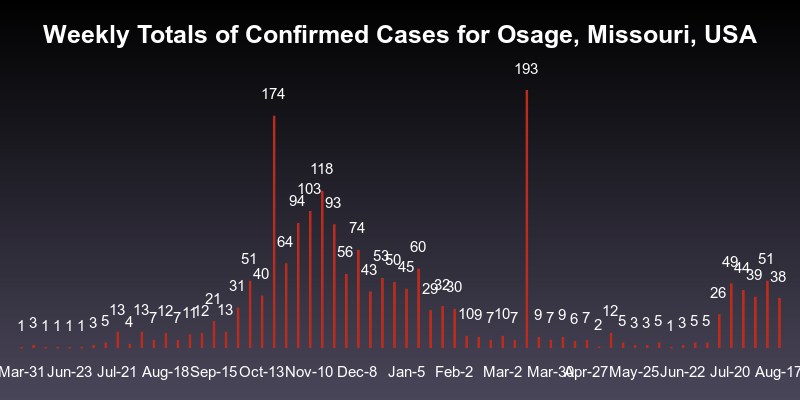 Weekly Totals of Confirmed Cases for Osage, Missouri, USA
1 3 1 1 1 1 3 5 13 4 13 7 12 7 11 12 21 13 31 51 40 174 64 94 103 118 93 56 74 43 53 50 45 60 29 32 30 10 9 7 10 7 193 9 7 9 6 7 2 12 5 3 3 5 1 3 5 5 26 49 44 39 51 38
Mar-31 Jun-23 Jul-21 Aug-18 Sep-15 Oct-13 Nov-10 Dec-8 Jan-5 Feb-2 Mar-2 Mar-30 Apr-27 May-25 Jun-22 Jul-20 Aug-17